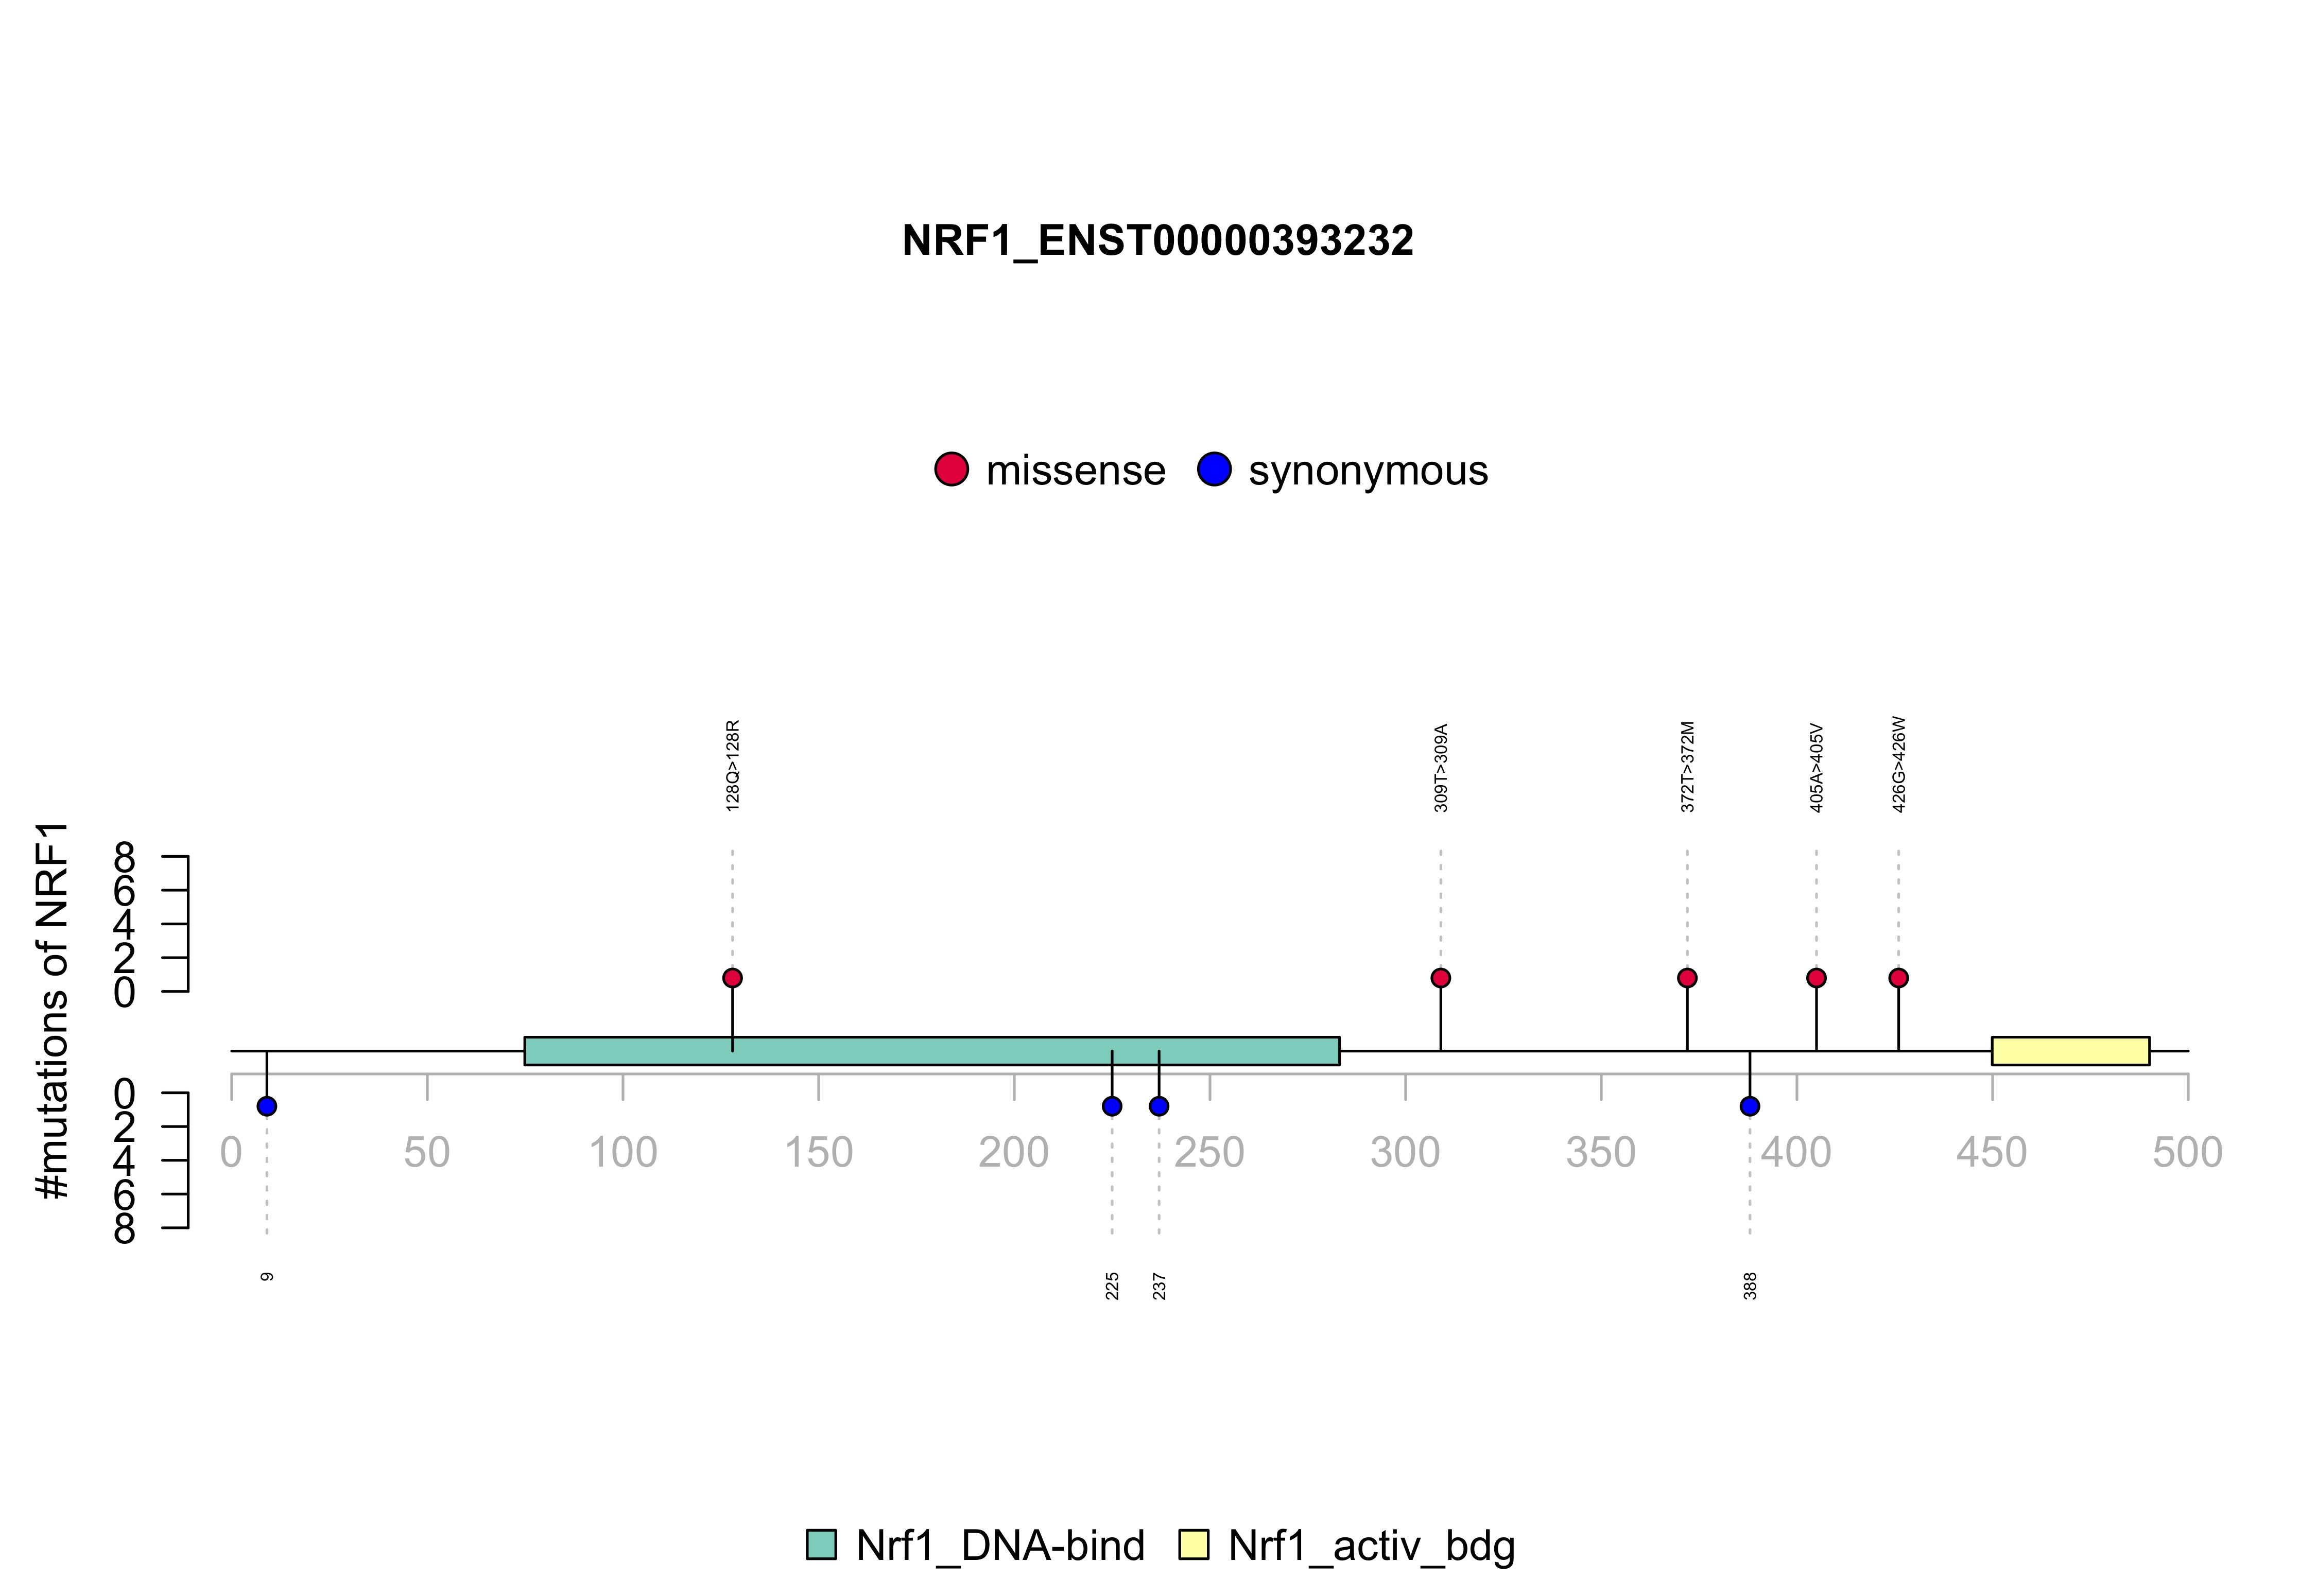 NRF1_ENST00000393232
missense synonymous
128Q>128R 309T>309A 372T>372M 405A>405V 426G>426W
#mutations of NRF1
8
6
4
2
0
0
2
4
6
8
0 50 100 150 200 250 300 350 400 450 500
9 225 237 388
Nrf1_DNA-bind Nrf1_activ_bdg